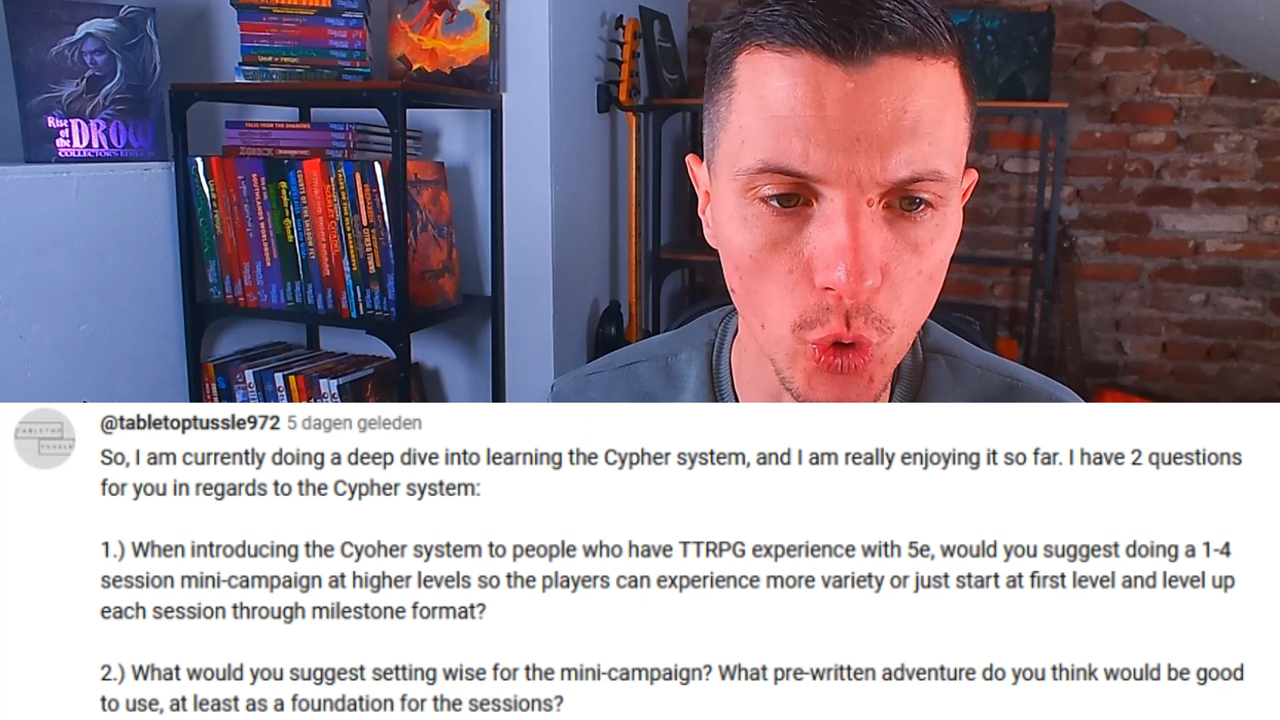 Rise
of
the DROW
COLLECTOR'S EDITION
TALES FROM THE SHADOWS
@tabletoptussle972 5 dagen geleden
So, I am currently doing a deep dive into learning the Cypher system, and I am really enjoying it so far. I have 2 questions
for you in regards to the Cypher system:
1.) When introducing the Cyoher system to people who have TTRPG experience with 5e, would you suggest doing a 1-4
session mini-campaign at higher levels so the players can experience more variety or just start at first level and level up
each session through milestone format?
2.) What would you suggest setting wise for the mini-campaign? What pre-written adventure do you think would be good
to use, at least as a foundation for the sessions?